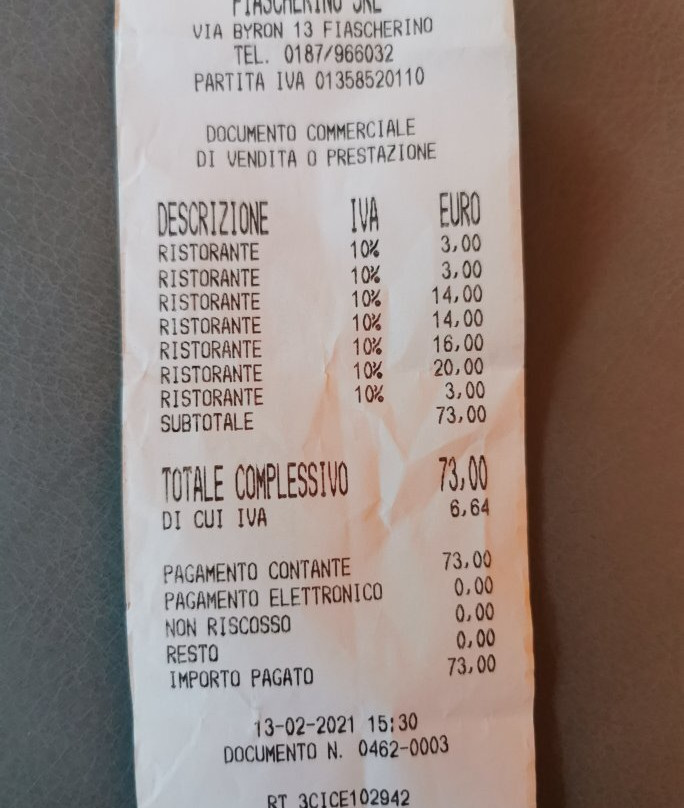 FIASCHERINO SRL
VIA BYRON 13 FIASCHERINO
TEL. 0187/966032
PARTITA IVA 01358520110
DOCUMENTO COMMERCIALE
DI VENDITA O PRESTAZIONE
DESCRIZIONE IVA EURO
RISTORANTE 10% 3,00
RISTORANTE 10% 3,00
RISTORANTE 10% 14,00
RISTORANTE 10% 14,00
RISTORANTE 10% 16,00
RISTORANTE 10% 20,00
RISTORANTE 10% 3,00
SUBTOTALE 73,00
TOTALE COMPLESSIVO 73,00
DI CUI IVA 6,64
PAGAMENTO CONTANTE 73,00
PAGAMENTO ELETTRONICO 0,00
NON RISCOSSO 0,00
RESTO 0,00
IMPORTO PAGATO 73,00
13-02-2021 15:30
DOCUMENTO N. 0462-0003
RT 3CICE102942